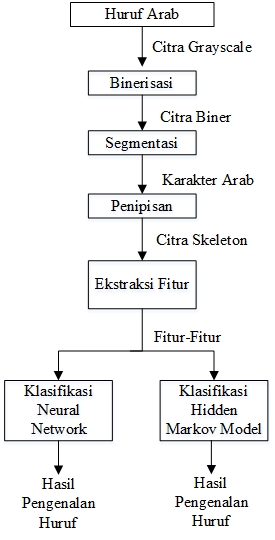 Huruf Arab
Citra Grayscale
Binerisasi
Citra Biner
Segmentasi
Karakter Arab
Penipisan
Citra Skeleton
Ekstraksi Fitur
Fitur-Fitur
Klasifikasi
Neural
Network
Klasifikasi
Hidden
Markov Model
Hasil
Pengenalan
Huruf
Hasil
Pengenalan
Huruf